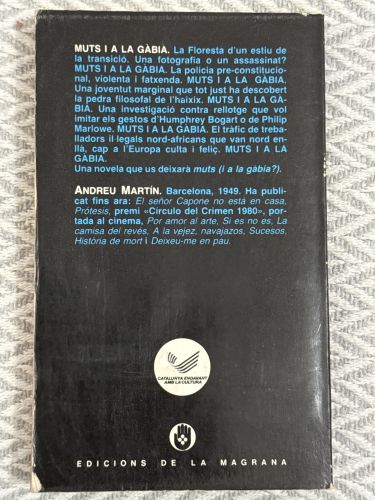 MUTS I A LA GÀBIA. La Floresta d'un estiu de
la transició. Una fotografia o un assassinat?
MUTS I A LA GÀBIA. La policia pre-constitucio-
nal, violenta i fatxenda. MUTS I A LA GÀBIA.
Una joventut marginal que tot just ha descobert
la pedra filosofal de l'haixix. MUTS I A LA GÀ-
BIA. Una investigació contra rellotge que vol
imitar els gestos d'Humphrey Bogart o de Philip
Marlowe. MUTS I A LA GÀBIA. El tràfic de treba-
lladors il·legals nord-africans que van nord en-
llà, cap a l'Europa culta i feliç. MUTS I A LA
GÀBIA.
Una novela que us deixarà muts (i a la gàbia?).
ANDREU MARTÍN. Barcelona, 1949. Ha publi-
cat fins ara: El señor Capone no está en casa,
Prótesis, premi «Círculo del Crimen 1980», por-
tada al cinema, Por amor al arte, Si es no es, La
camisa del revés, A la vejez, navajazos, Sucesos,
Història de mort i Deixeu-me en pau.
CATALUNYA ENDAVANT
AMB LA CULTURA
EDICIONS DE LA MAGRANA